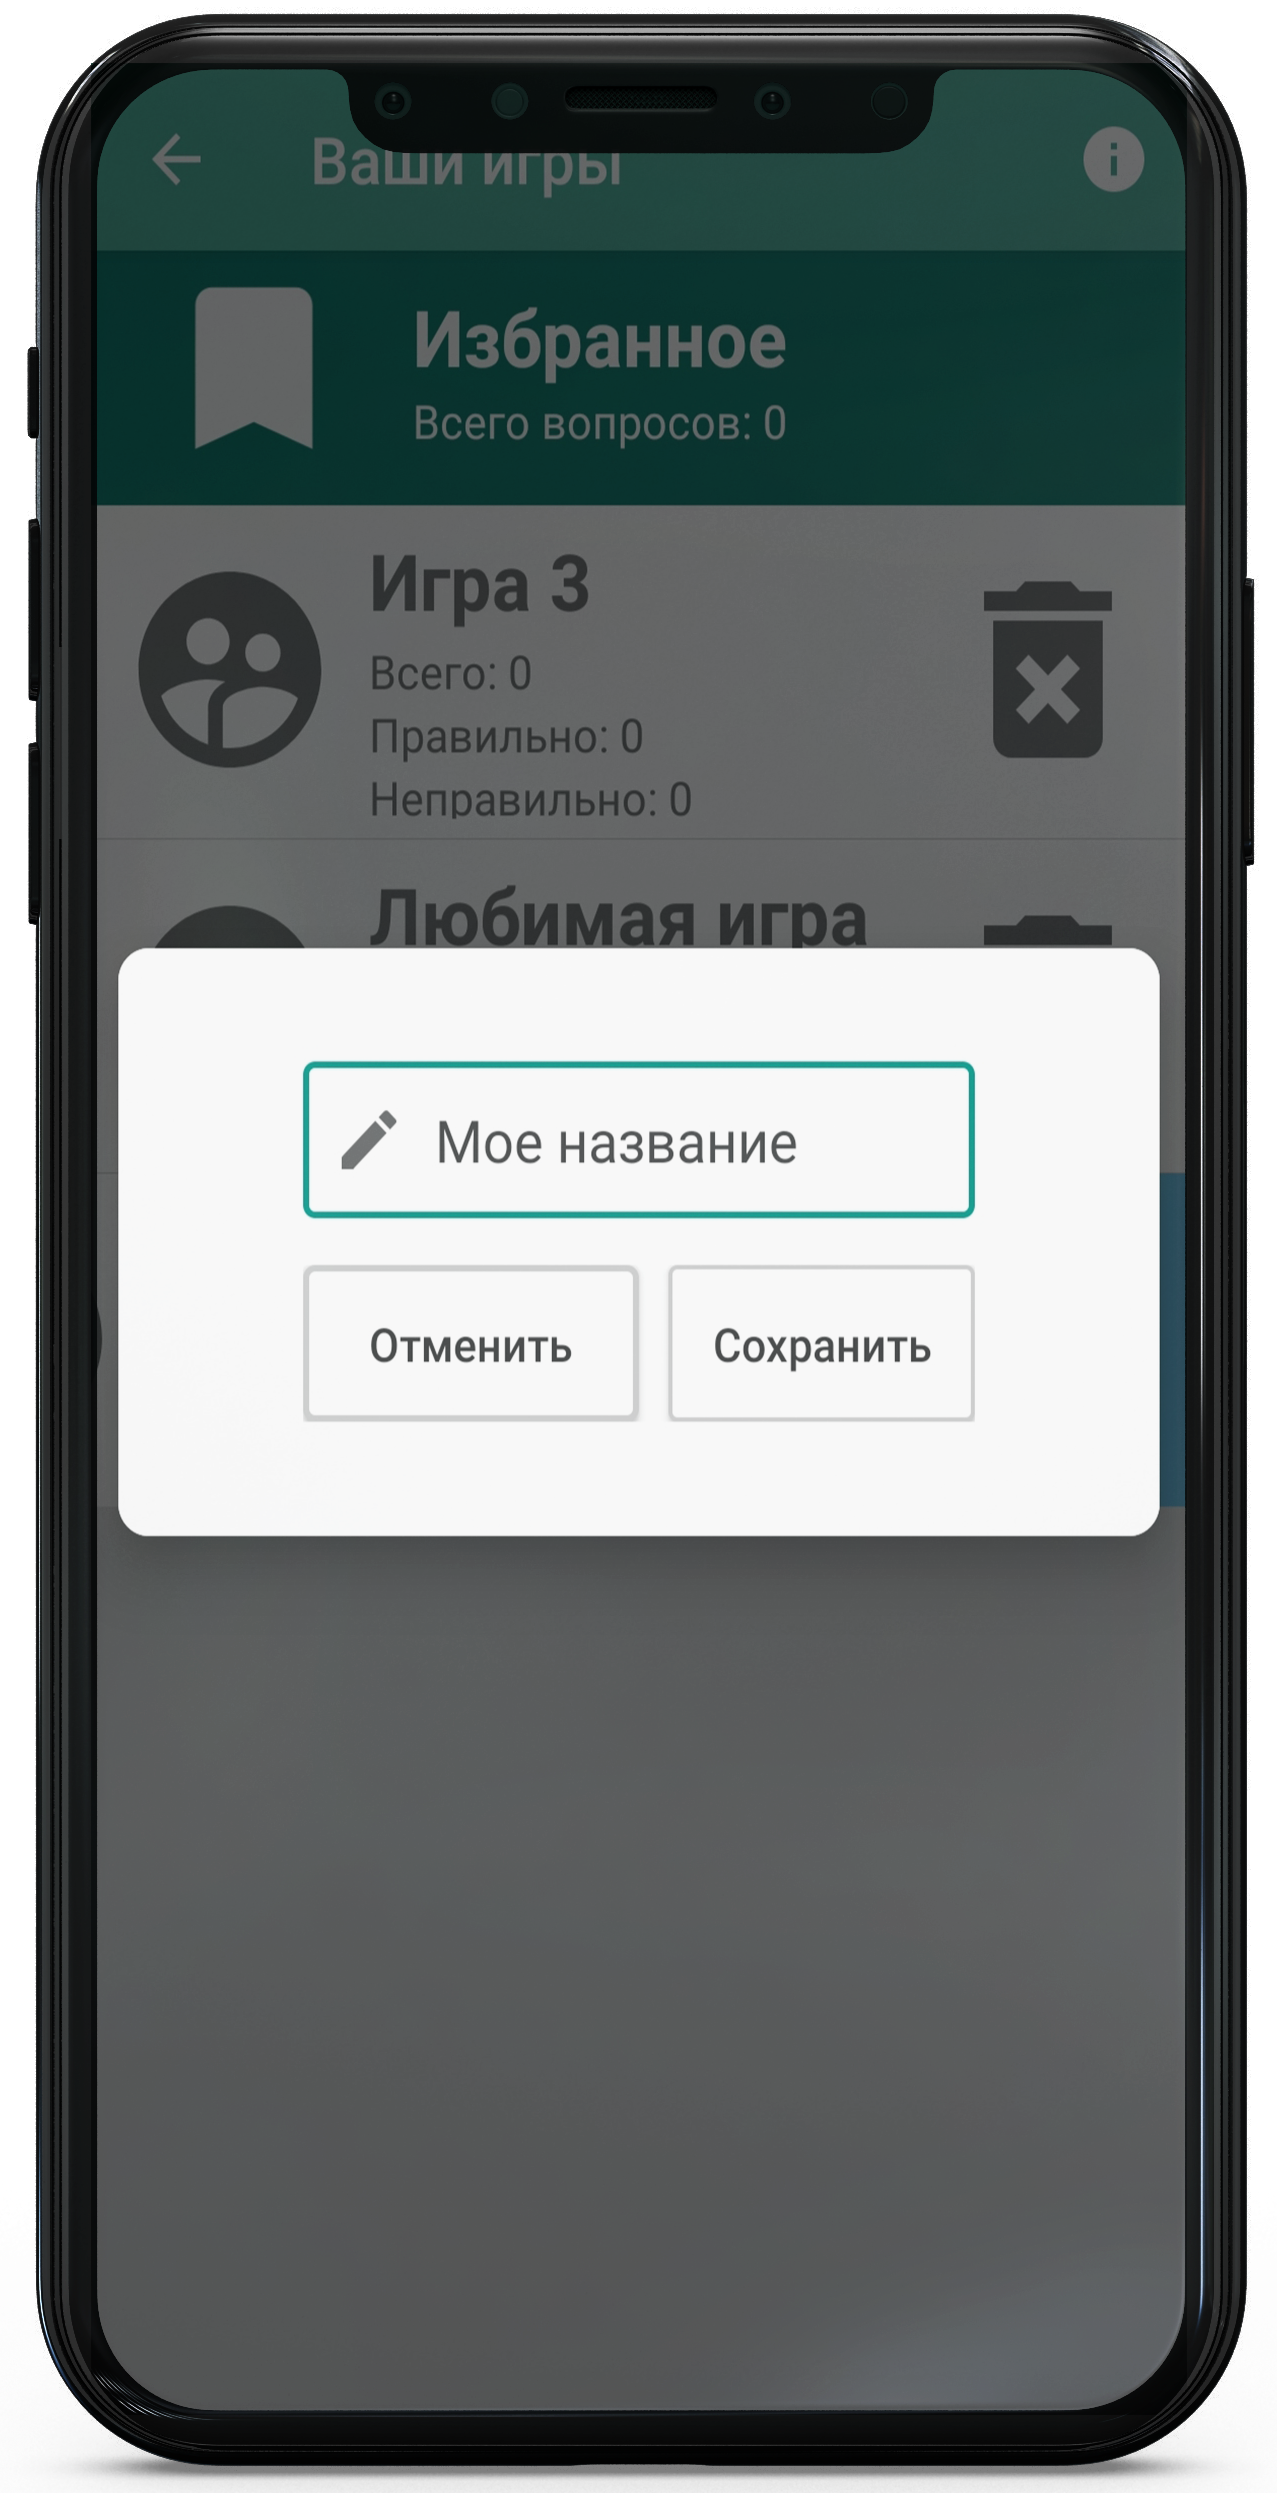 Ваши игры
Избранное
Всего вопросов: 0
Игра 3
Всего: 0
Правильно: 0
Неправильно: 0
Любимая игра
Мое название
Отменить Сохранить